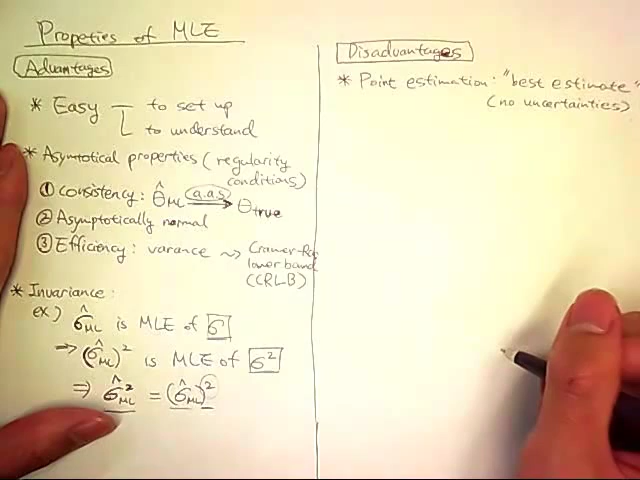 Propeties of MLE
Advantages
* Easy — to set up
to understand
* Asymtotical properties (regularity
conditions)
① Consistency: θ̂ML a.a.s → θtrue
② Asymptotically normal
③ Efficiency: varance ⇝ Cramer-Rao
lower band
(CRLB)
* Invariance:
ex) σ̂ML is MLE of σ
→ (σ̂ML)² is MLE of σ²
⇒ σ̂²ML = (σ̂ML)²
Disadvantages
* Point estimation: "best estimate"
(no uncertainties)